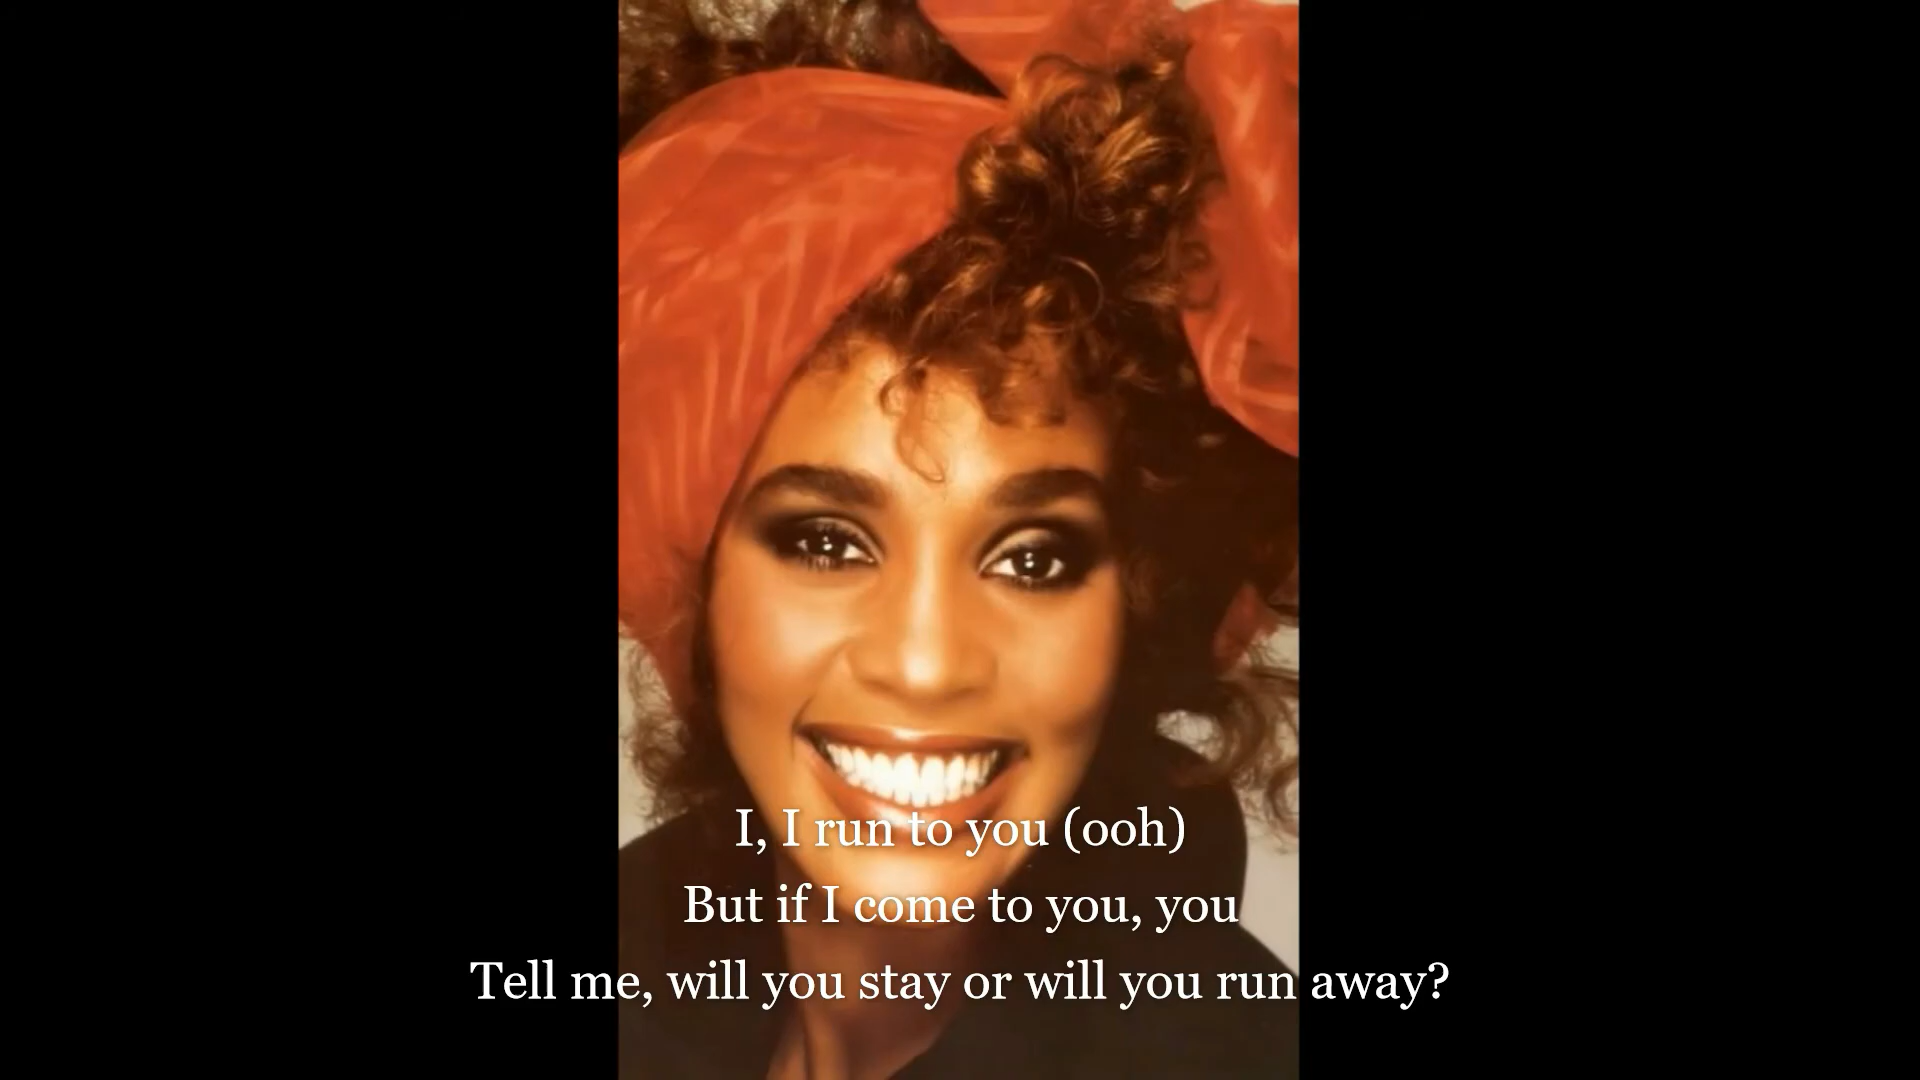 I, I run to you (ooh)
But if I come to you, you
Tell me, will you stay or will you run away?